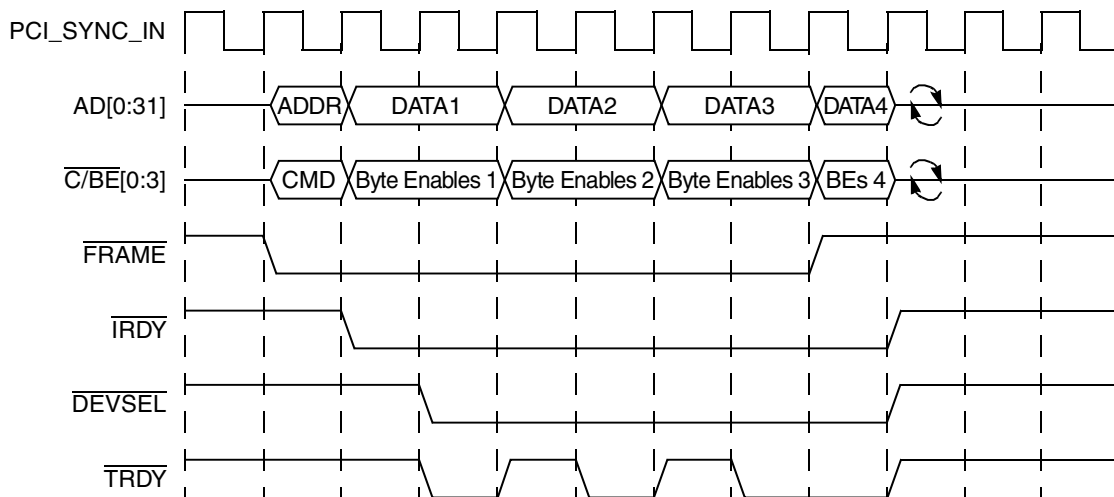 PCI_SYNC_IN
AD[0:31] ADDR DATA1 DATA2 DATA3 DATA4
C/BE[0:3] CMD Byte Enables 1 Byte Enables 2 Byte Enables 3 BEs 4
FRAME
IRDY
DEVSEL
TRDY